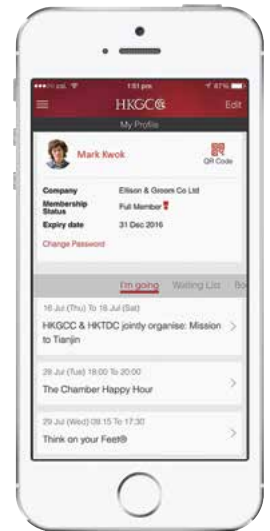 1:51 pm
87%
HKGCC
Edit
My Profile
Mark Kwok
QR Code
Company Ellison & Groom Co Ltd
Membership Status Full Member
Expiry date 31 Dec 2016
Change Password
I'm going Waiting List Bo
16 Jul (Thu) To 18 Jul (Sat)
HKGCC & HKTDC jointly organise: Mission
to Tianjin
28 Jul (Tue) 18:00 To 20:00
The Chamber Happy Hour
29 Jul (Wed) 09:15 To 17:30
Think on your Feet®